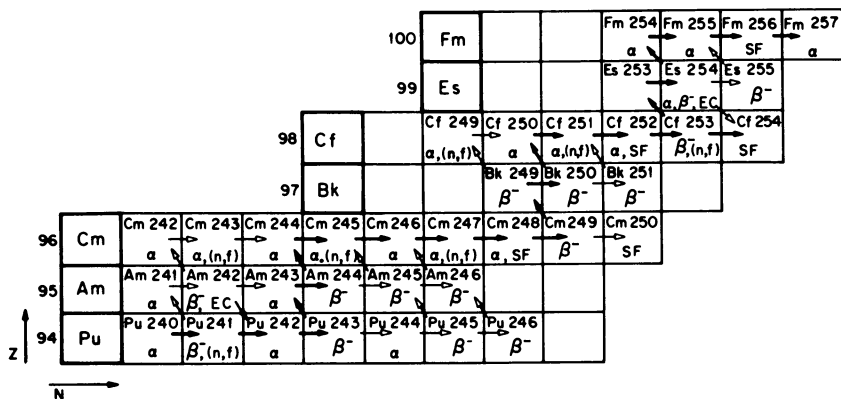 Fm 254 Fm 255 Fm 256 Fm 257
100 Fm
α α SF α
Es 253 Es 254 Es 255
99 Es
α, β⁻, EC β⁻
Cf 249 Cf 250 Cf 251 Cf 252 Cf 253 Cf 254
98 Cf
α,(n,f) α α,(n,f) α, SF β⁻,(n,f) SF
Bk 249 Bk 250 Bk 251
97 Bk
β⁻ β⁻ β⁻
Cm 242 Cm 243 Cm 244 Cm 245 Cm 246 Cm 247 Cm 248 Cm 249 Cm 250
96 Cm
α α,(n,f) α α,(n,f) α α,(n,f) α, SF β⁻ SF
Am 241 Am 242 Am 243 Am 244 Am 245 Am 246
95 Am
α β⁻, EC α β⁻ β⁻ β⁻
Pu 240 Pu 241 Pu 242 Pu 243 Pu 244 Pu 245 Pu 246
94 Pu
α β⁻,(n,f) α β⁻ α β⁻ β⁻
Z
N